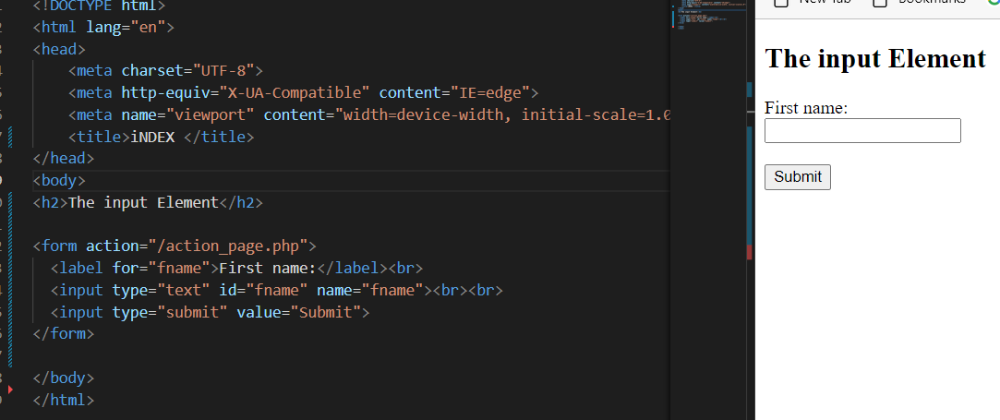 <!DOCTYPE html>
<html lang="en">
<head>
    <meta charset="UTF-8">
    <meta http-equiv="X-UA-Compatible" content="IE=edge">
    <meta name="viewport" content="width=device-width, initial-scale=1.0
    <title>iNDEX </title>
</head>
<body>
<h2>The input Element</h2>
<form action="/action_page.php">
  <label for="fname">First name:</label><br>
  <input type="text" id="fname" name="fname"><br><br>
  <input type="submit" value="Submit">
</form>
</body>
</html>
New Tab Bookmarks
The input Element
First name:
Submit